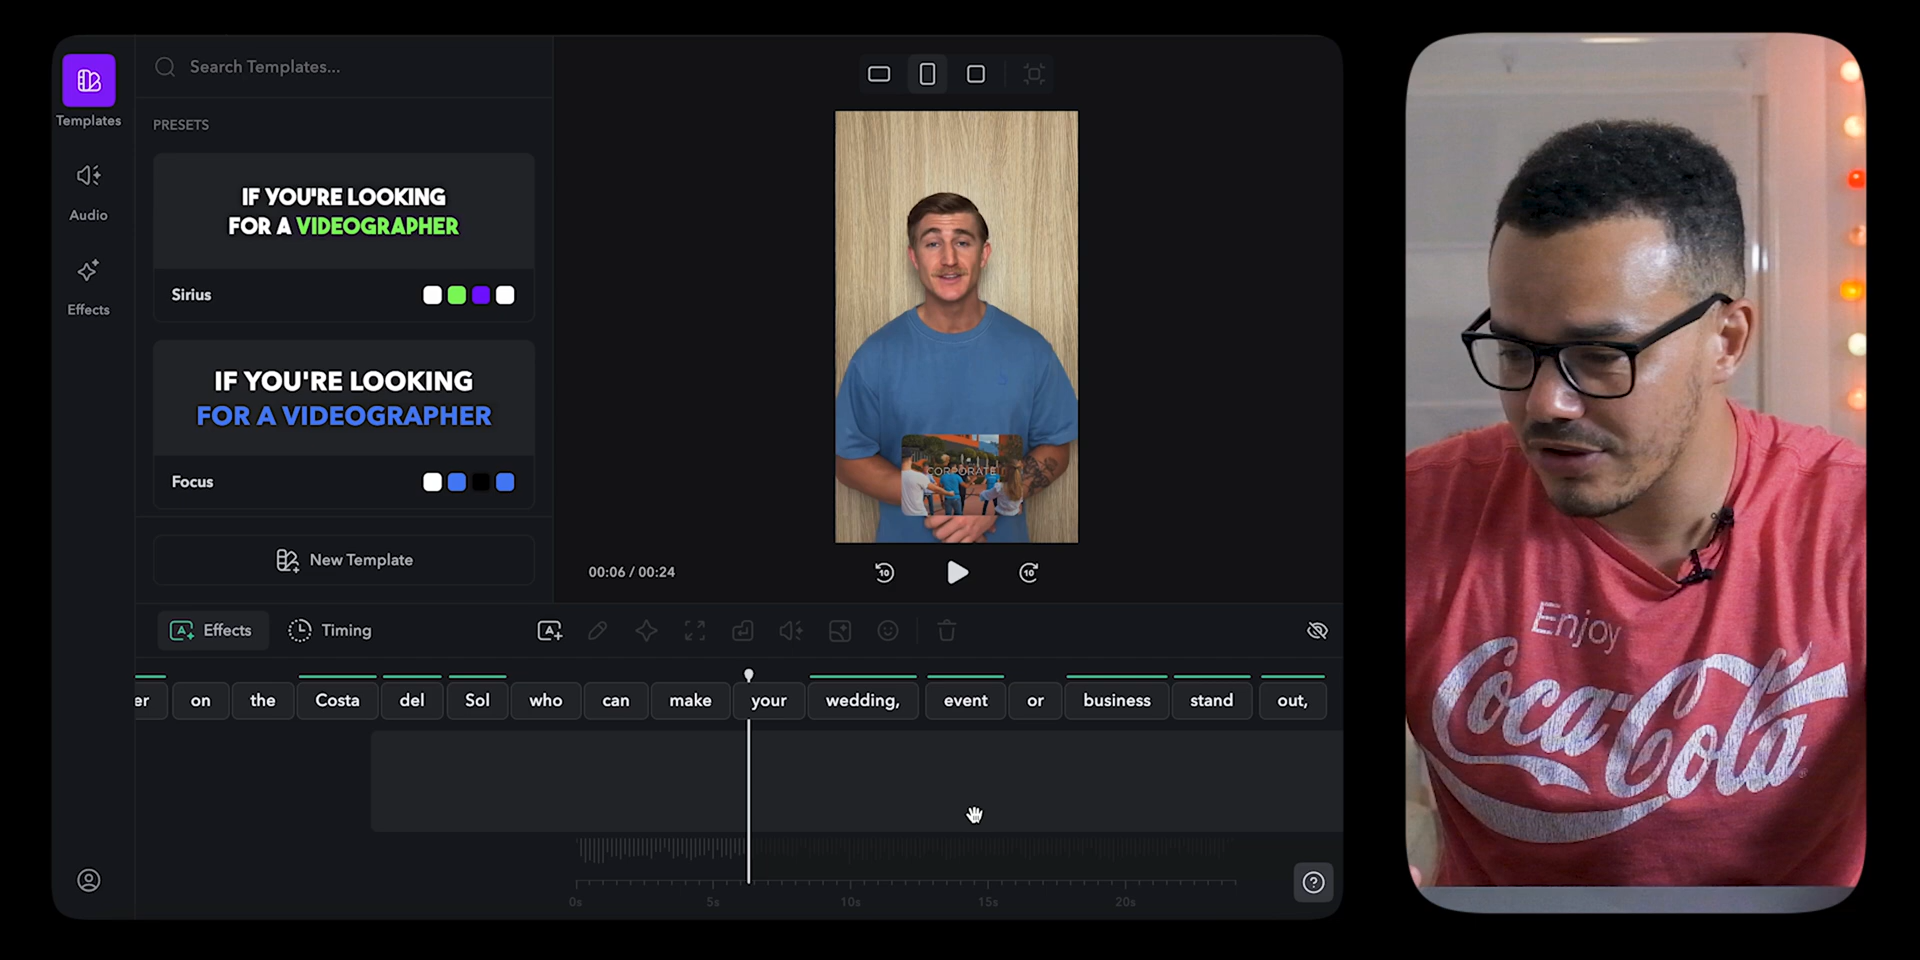 Templates
Audio
Effects
Search Templates...
PRESETS
IF YOU'RE LOOKING
FOR A VIDEOGRAPHER
Sirius
IF YOU'RE LOOKING
FOR A VIDEOGRAPHER
Focus
New Template
CORPORATE
00:06 / 00:24
10
10
Effects
Timing
er on the Costa del Sol who can make your wedding, event or business stand out,
0s 5s 10s 15s 20s
Enjoy
Coca-Cola